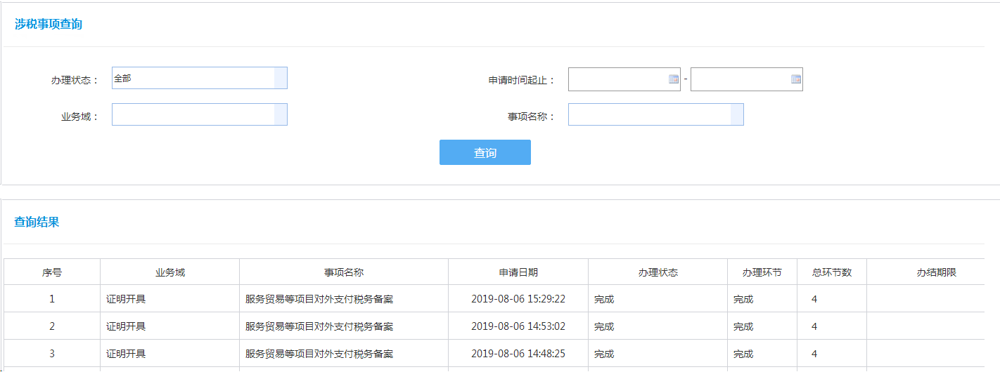 涉税事项查询
办理状态： 全部 申请时间起止： -
业务域： 事项名称：
查询
查询结果
序号 业务域 事项名称 申请日期 办理状态 办理环节 总环节数 办结期限
1 证明开具 服务贸易等项目对外支付税务备案 2019-08-06 15:29:22 完成 完成 4
2 证明开具 服务贸易等项目对外支付税务备案 2019-08-06 14:53:02 完成 完成 4
3 证明开具 服务贸易等项目对外支付税务备案 2019-08-06 14:48:25 完成 完成 4